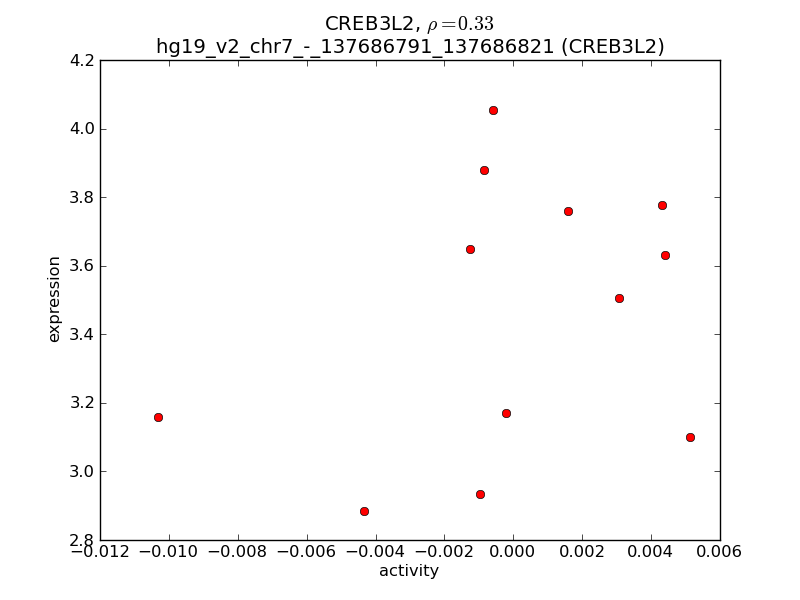 CREB3L2, ρ = 0.33
hg19_v2_chr7_-_137686791_137686821 (CREB3L2)
4.2
4.0
3.8
3.6
3.4
3.2
3.0
2.8
expression
−0.012 −0.010 −0.008 −0.006 −0.004 −0.002 0.000 0.002 0.004 0.006
activity